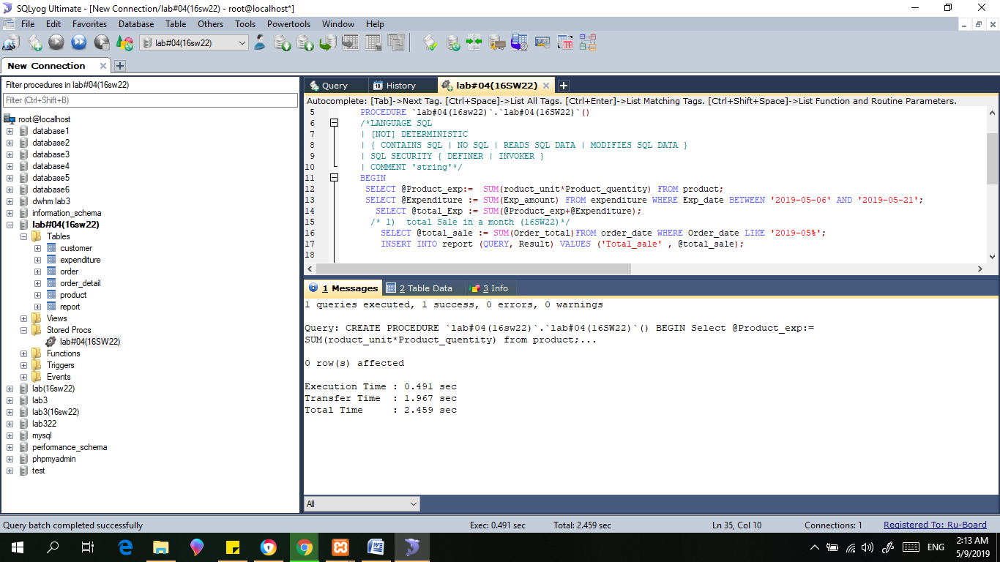 SQLyog Ultimate - [New Connection/lab#04(16sw22) - root@localhost*]
File Edit Favorites Database Table Others Tools Powertools Window Help
lab#04(16sw22)
New Connection
Filter procedures in lab#04(16sw22)
Filter (Ctrl+Shift+B)
root@localhost
database1
database2
database3
database4
database5
database6
dwhm lab3
information_schema
lab#04(16sw22)
Tables
customer
expenditure
order
order_detail
product
report
Views
Stored Procs
lab#04(16SW22)
Functions
Triggers
Events
lab(16sw22)
lab3
lab3(16sw22)
lab322
mysql
performance_schema
phpmyadmin
test
Query History lab#04(16SW22)
Autocomplete: [Tab]->Next Tag. [Ctrl+Space]->List All Tags. [Ctrl+Enter]->List Matching Tags. [Ctrl+Shift+Space]->List Function and Routine Parameters.
5 PROCEDURE `lab#04(16sw22)`.`lab#04(16SW22)`()
6 /*LANGUAGE SQL
7 | [NOT] DETERMINISTIC
8 | { CONTAINS SQL | NO SQL | READS SQL DATA | MODIFIES SQL DATA }
9 | SQL SECURITY { DEFINER | INVOKER }
10 | COMMENT 'string'*/
11 BEGIN
12 SELECT @Product_exp:=  SUM(roduct_unit*Product_quentity) FROM product;
13 SELECT @Expenditure := SUM(Exp_amount) FROM expenditure WHERE Exp_date BETWEEN '2019-05-06' AND '2019-05-21';
14 SELECT @total_Exp := SUM(@Product_exp+@Expenditure);
15 /* 1)  total Sale in a month (16SW22)*/
16 SELECT @total_sale := SUM(Order_total)FROM order_date WHERE Order_date LIKE '2019-05%';
17 INSERT INTO report (QUERY, Result) VALUES ('Total_sale' , @total_sale);
18
1 Messages 2 Table Data 3 Info
1 queries executed, 1 success, 0 errors, 0 warnings
Query: CREATE PROCEDURE `lab#04(16sw22)`.`lab#04(16SW22)`() BEGIN Select @Product_exp:=
SUM(roduct_unit*Product_quentity) from product;...
0 row(s) affected
Execution Time : 0.491 sec
Transfer Time  : 1.967 sec
Total Time     : 2.459 sec
All
Query batch completed successfully Exec: 0.491 sec Total: 2.459 sec Ln 35, Col 10 Connections: 1 Registered To: Ru-Board
ENG
2:13 AM
5/9/2019